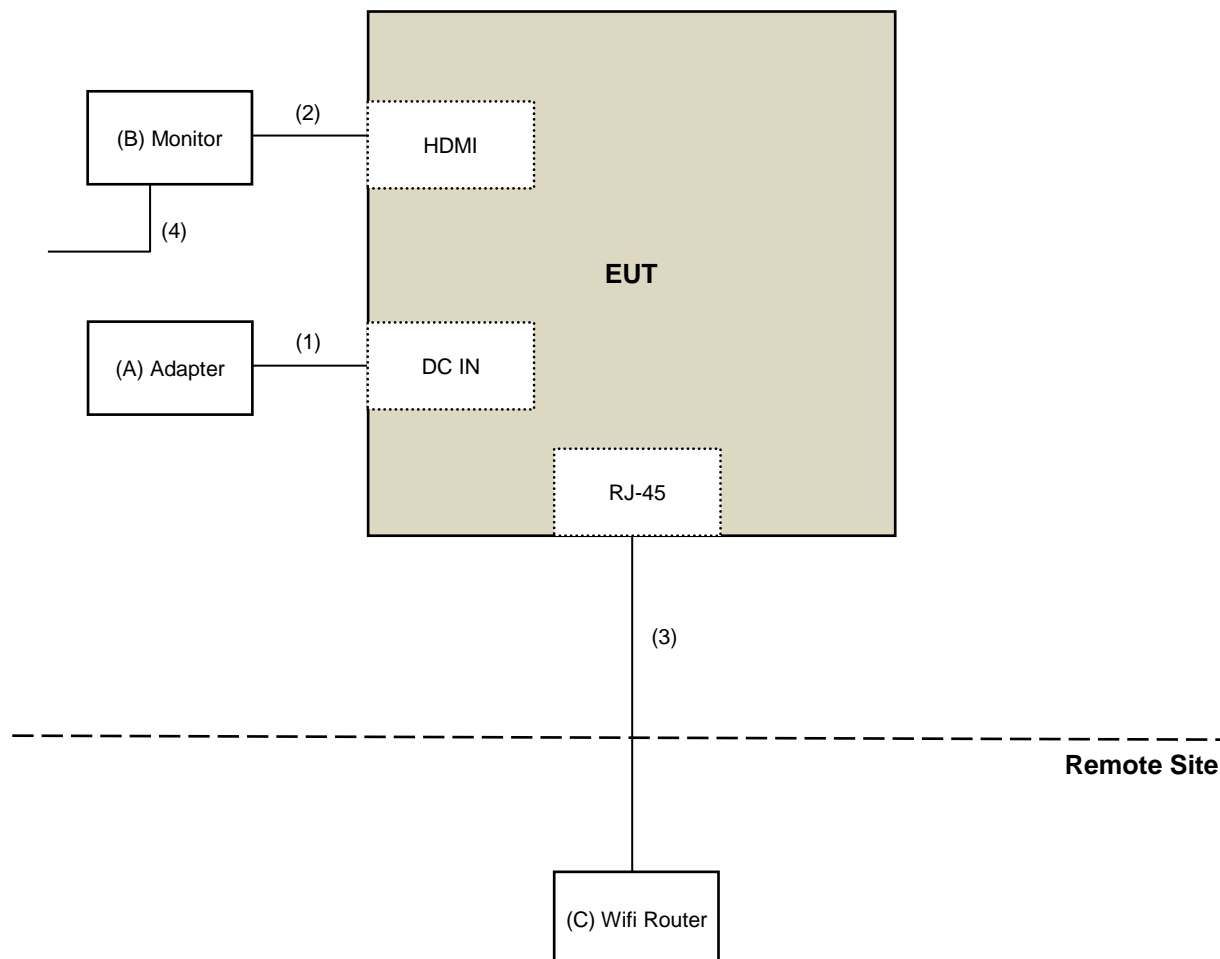 (2)
(B) Monitor
HDMI
(4)
EUT
(1)
(A) Adapter
DC IN
RJ-45
(3)
Remote Site
(C) Wifi Router